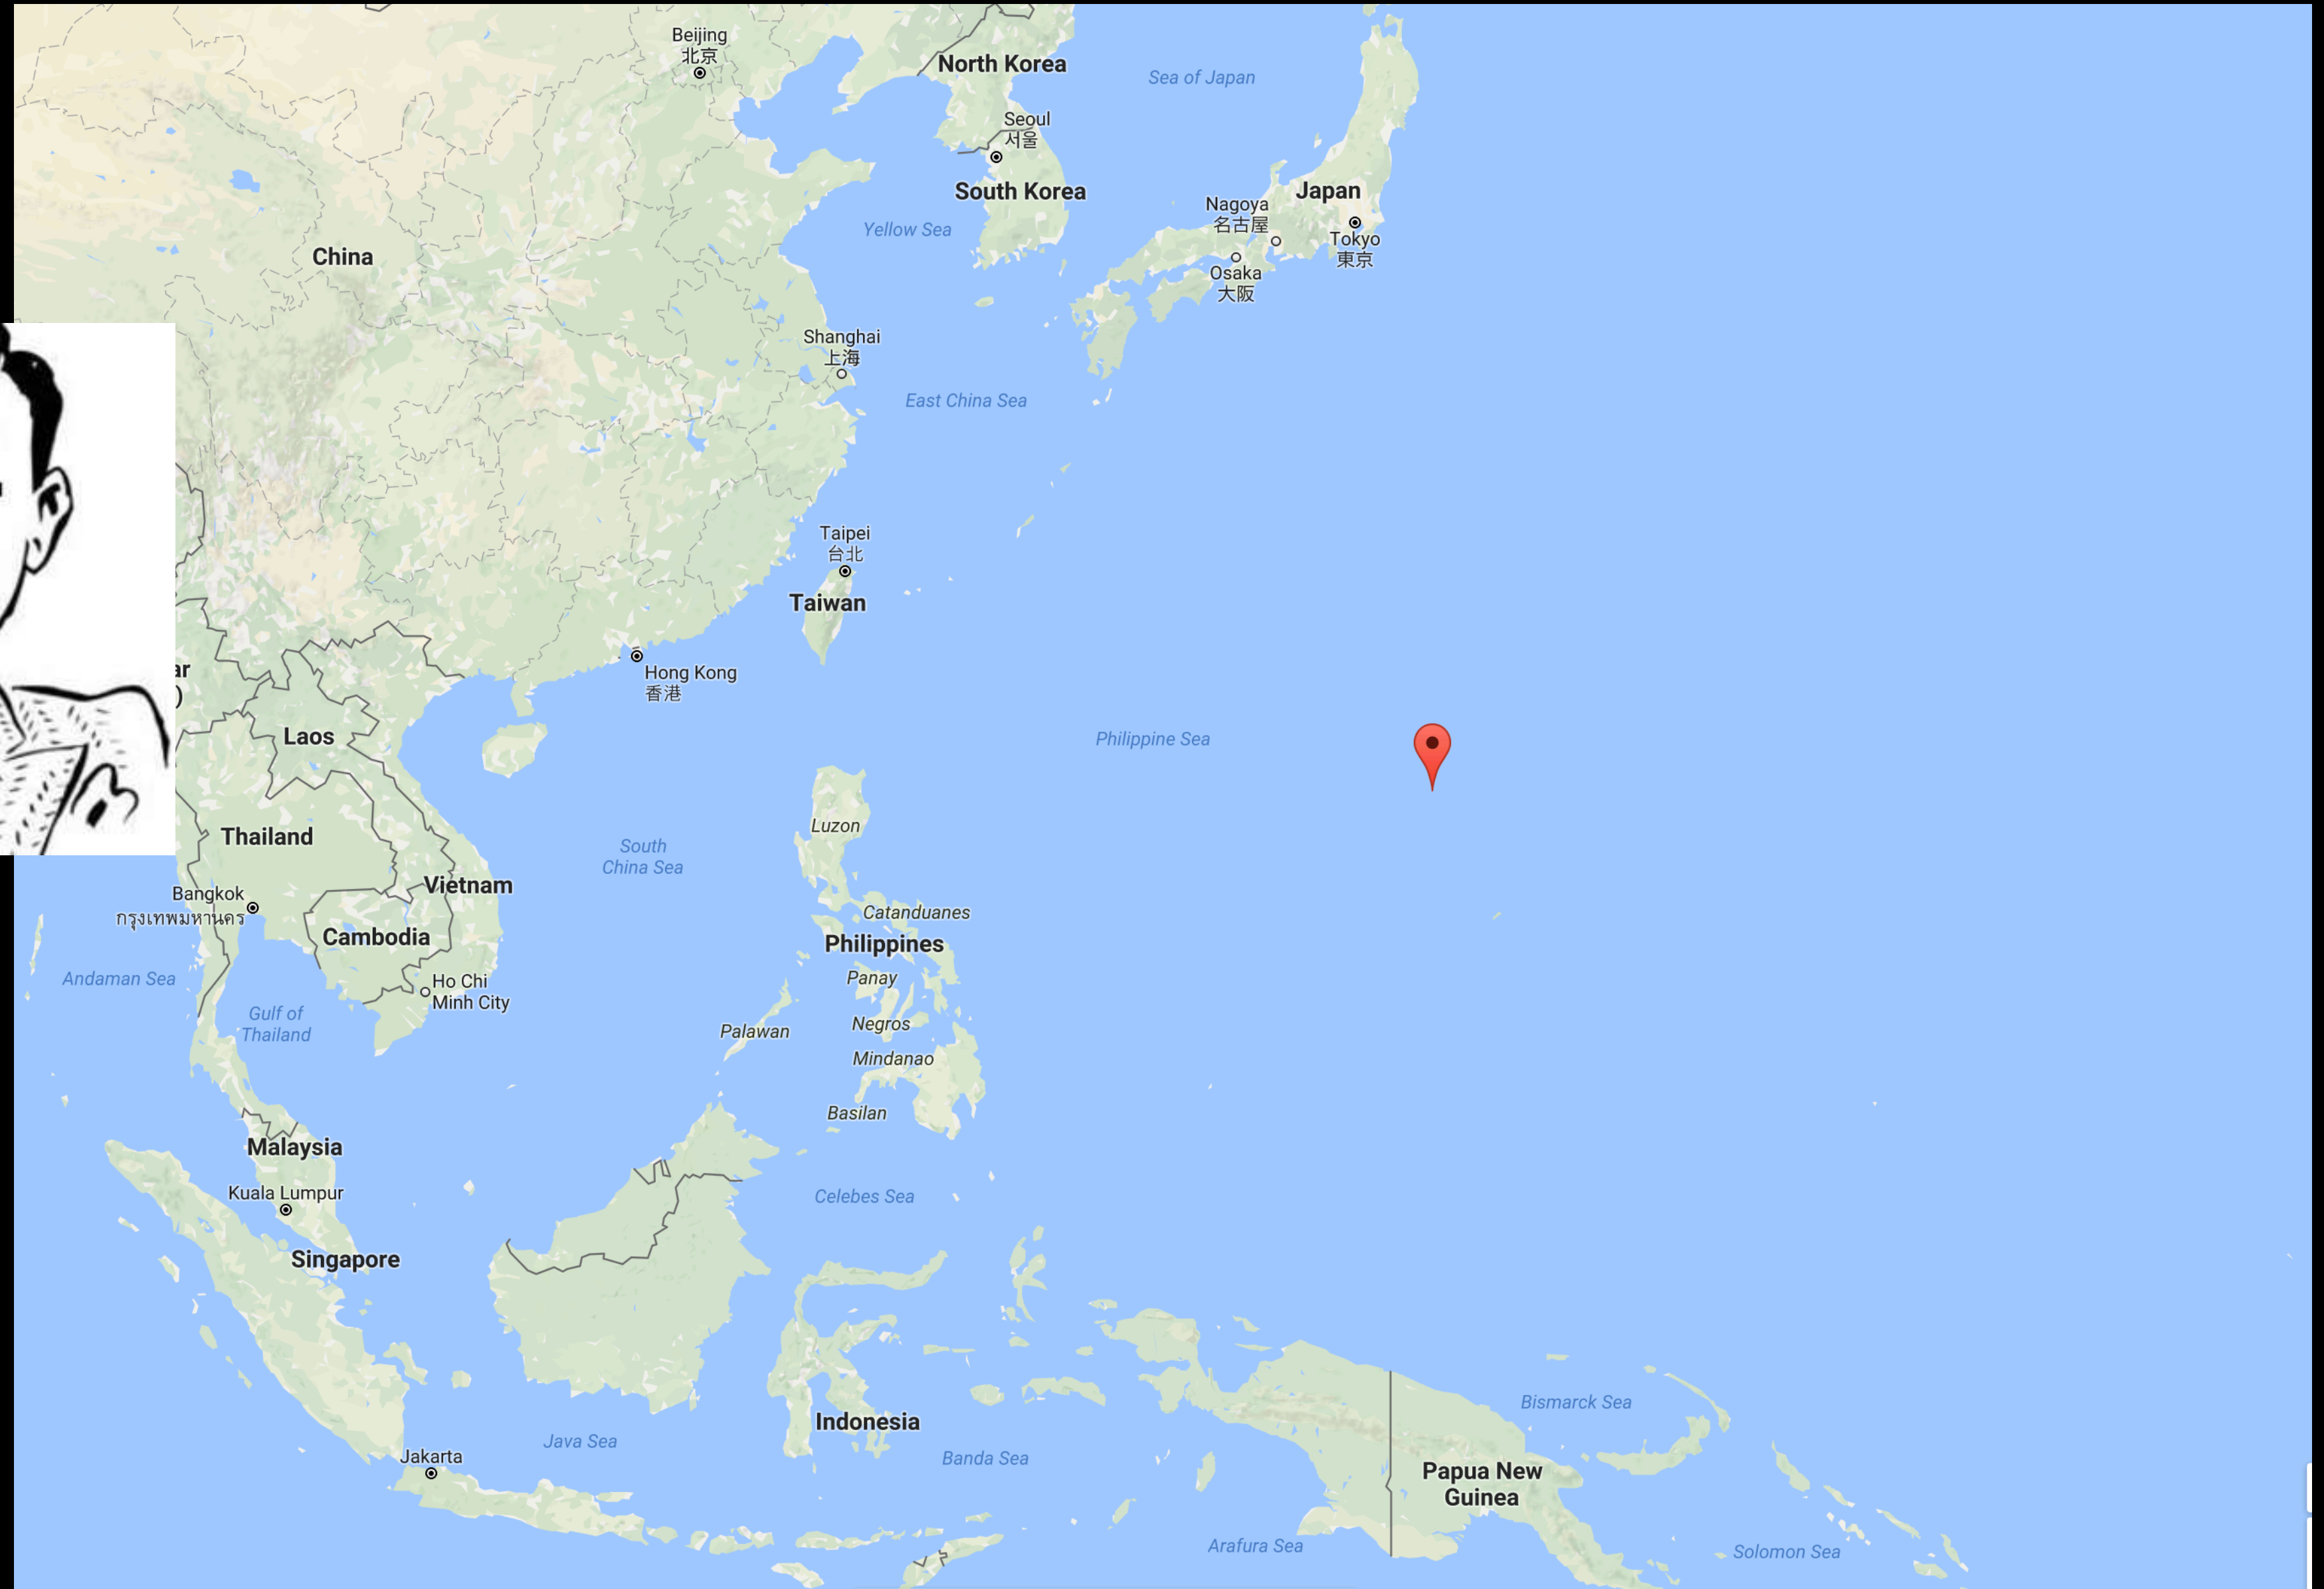 Beijing
北京
North Korea
Sea of Japan
Seoul
서울
South Korea
Japan
Nagoya
名古屋
Tokyo
東京
Yellow Sea
China
Osaka
大阪
Shanghai
上海
East China Sea
Taipei
台北
Taiwan
ar
)
Hong Kong
香港
Laos
Philippine Sea
Luzon
Thailand
South
China Sea
Vietnam
Bangkok
กรุงเทพมหานคร
Catanduanes
Cambodia
Philippines
Andaman Sea
Panay
Ho Chi
Minh City
Gulf of
Thailand
Palawan
Negros
Mindanao
Basilan
Malaysia
Kuala Lumpur
Celebes Sea
Singapore
Bismarck Sea
Indonesia
Java Sea
Jakarta
Banda Sea
Papua New
Guinea
Arafura Sea
Solomon Sea